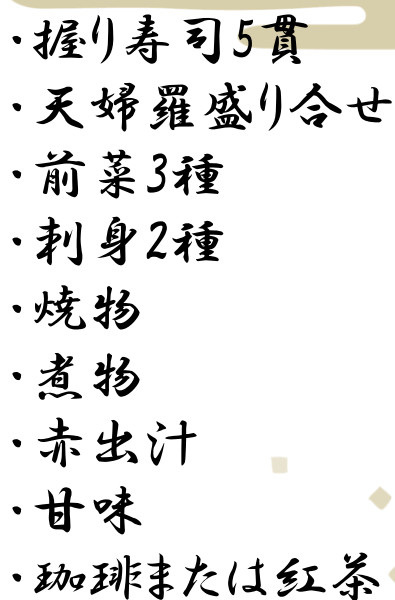 ・握り寿司5貫
・天婦羅盛り合せ
・前菜3種
・刺身2種
・焼物
・煮物
・赤出汁
・甘味
・珈琲または紅茶